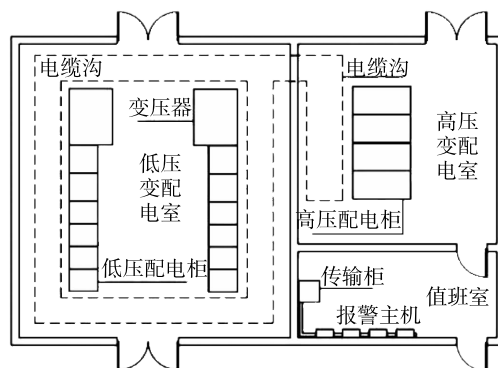 电缆沟
变压器
低压
变配
电室
低压配电柜
电缆沟
高压
变配
电室
高压配电柜
传输柜
报警主机
值班室